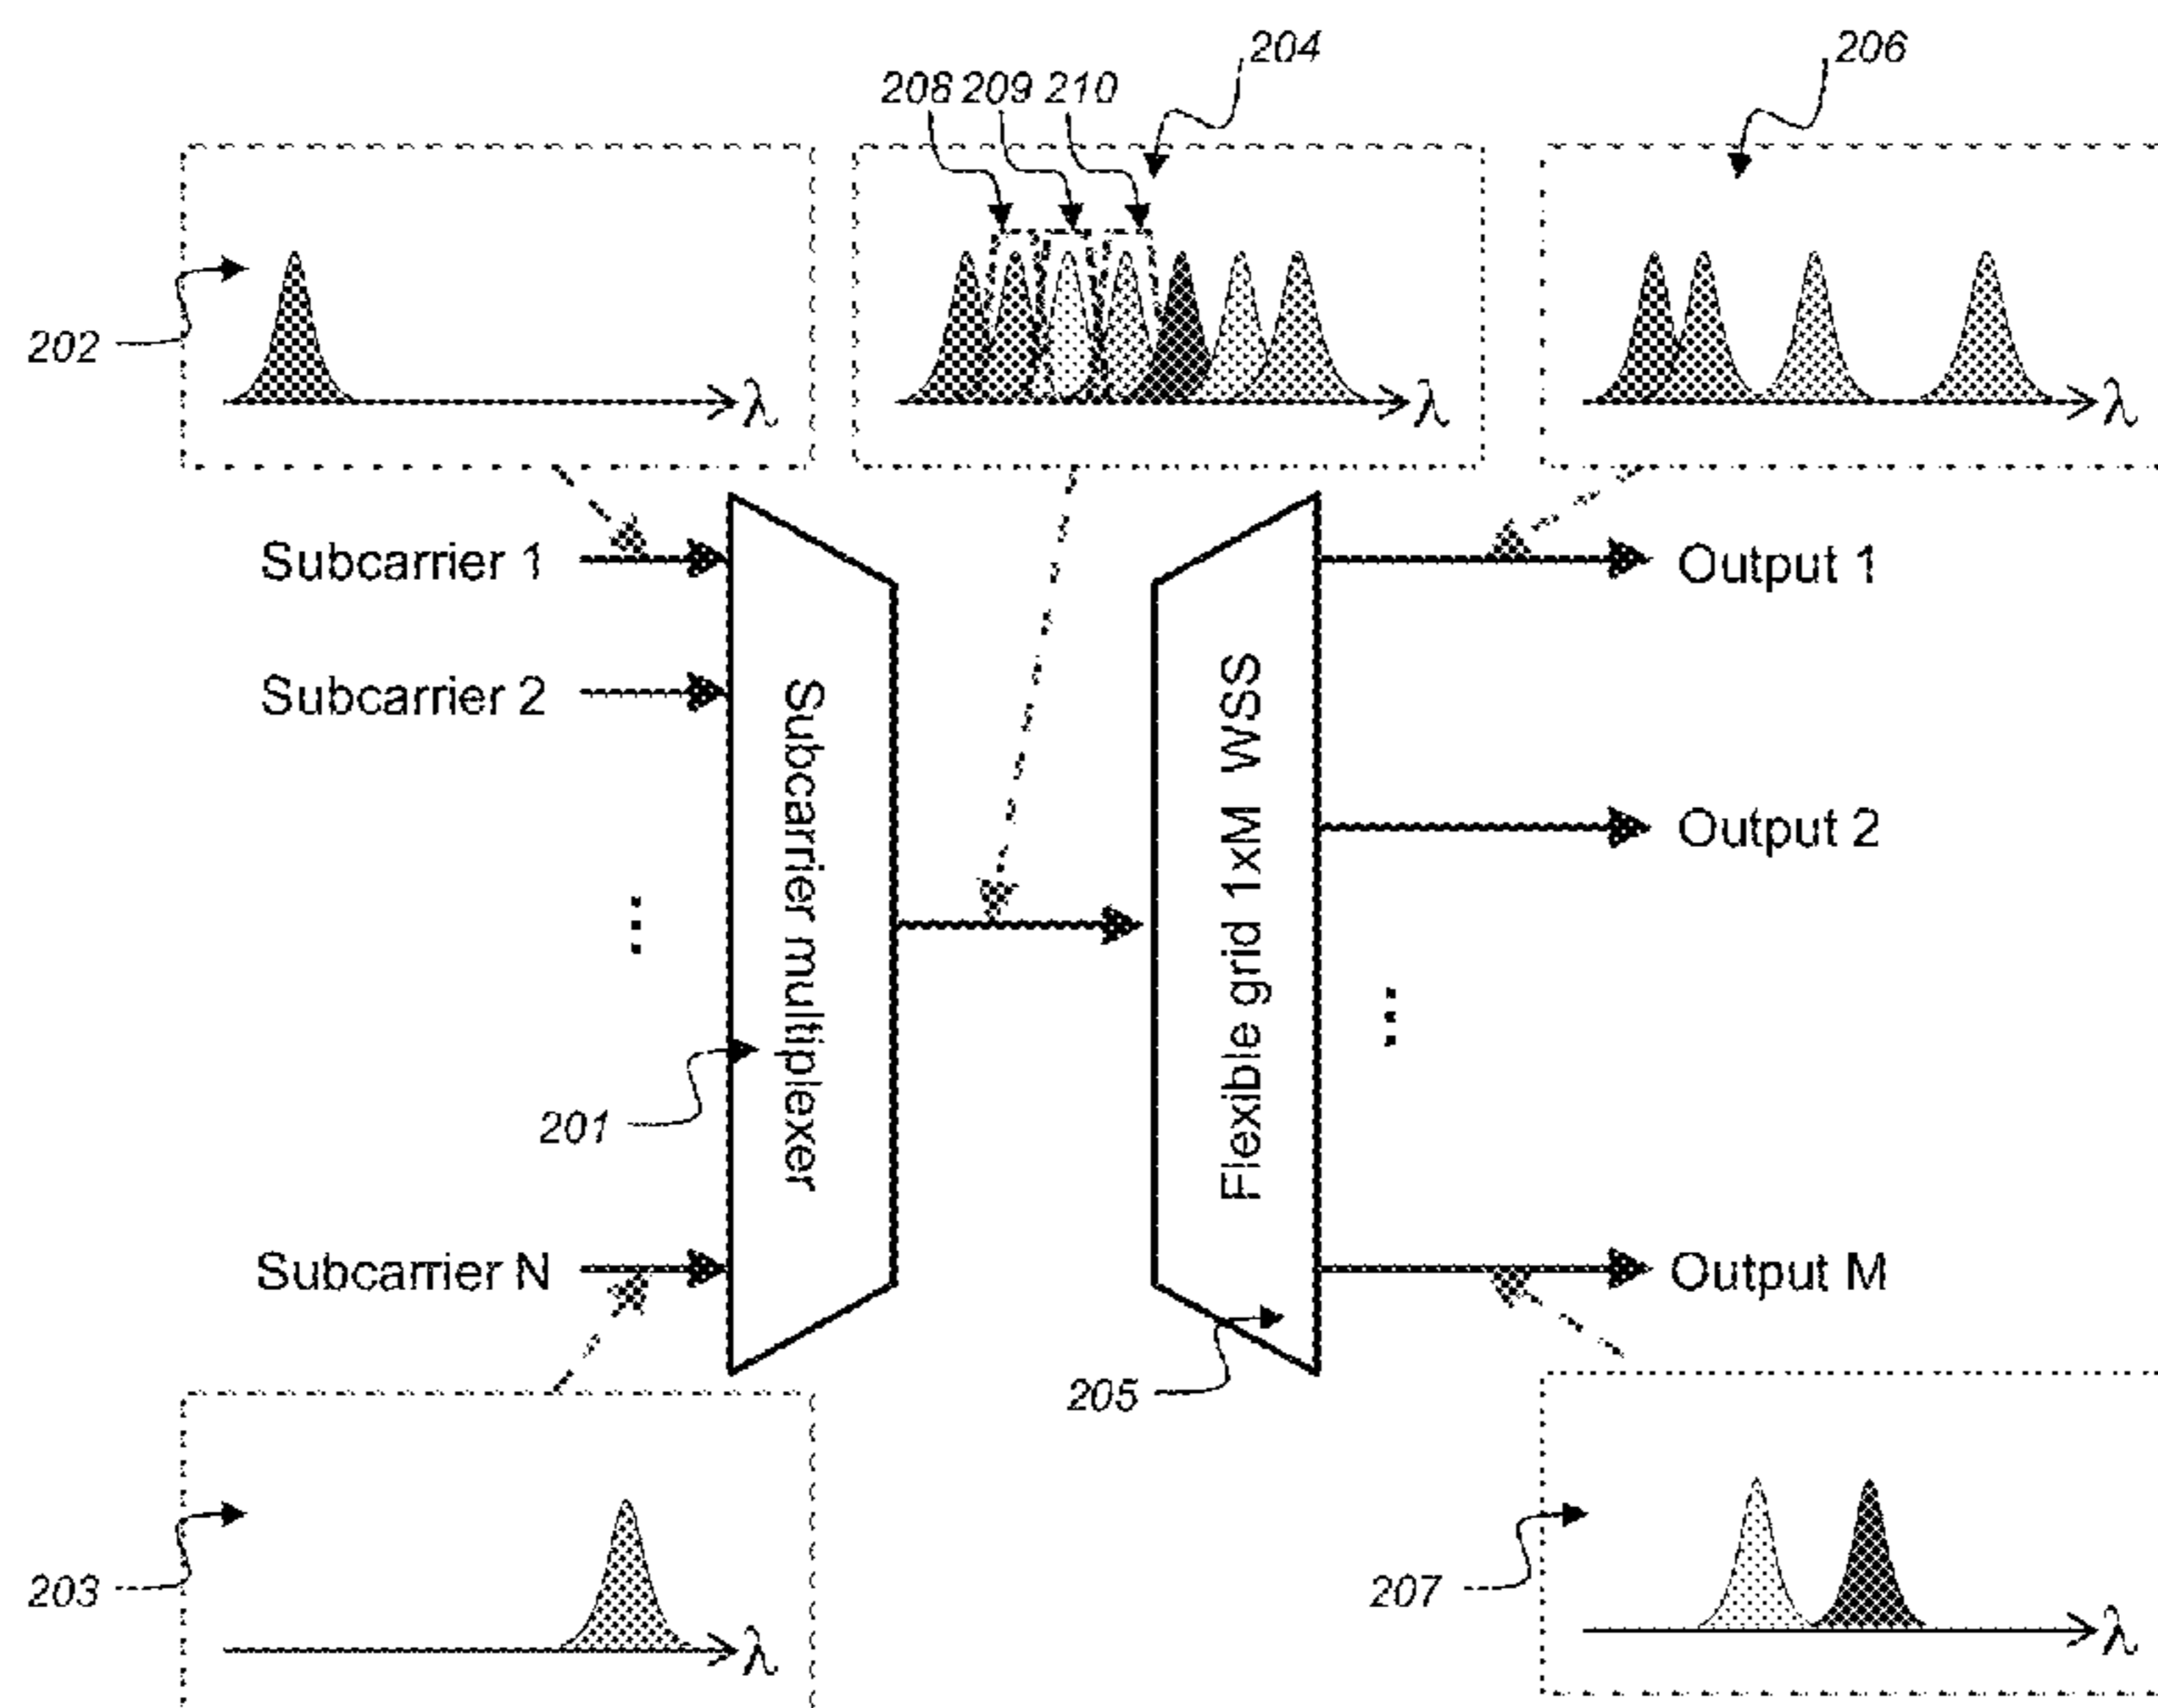 204
206
208 209 210
202
λ
λ
λ
Subcarrier 1
Output 1
Subcarrier 2
Subcarrier multiplexer
Flexible grid 1xM WSS
Output 2
...
...
201
Subcarrier N
Output M
205
203
λ
207
λ